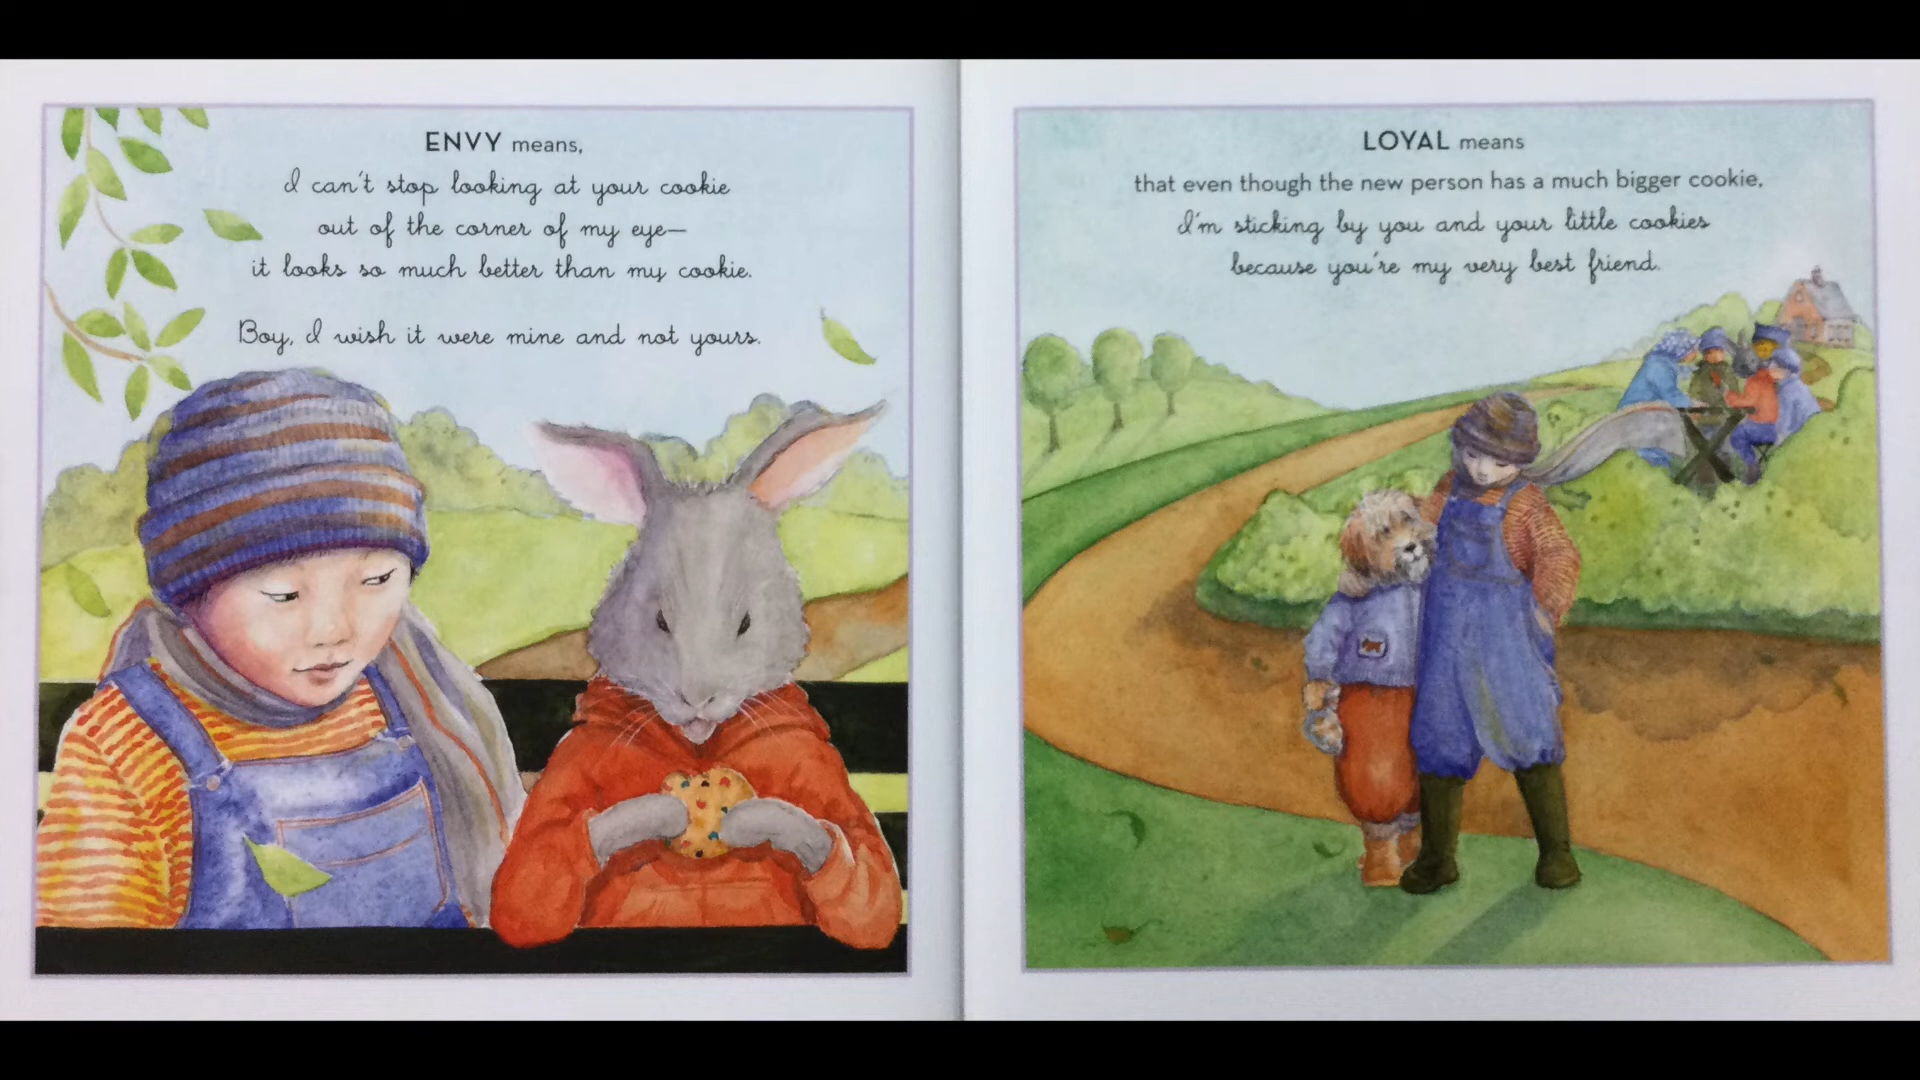 ENVY means,
I can't stop looking at your cookie
out of the corner of my eye—
it looks so much better than my cookie.
Boy, I wish it were mine and not yours.
LOYAL means
that even though the new person has a much bigger cookie,
I'm sticking by you and your little cookies
because you're my very best friend.